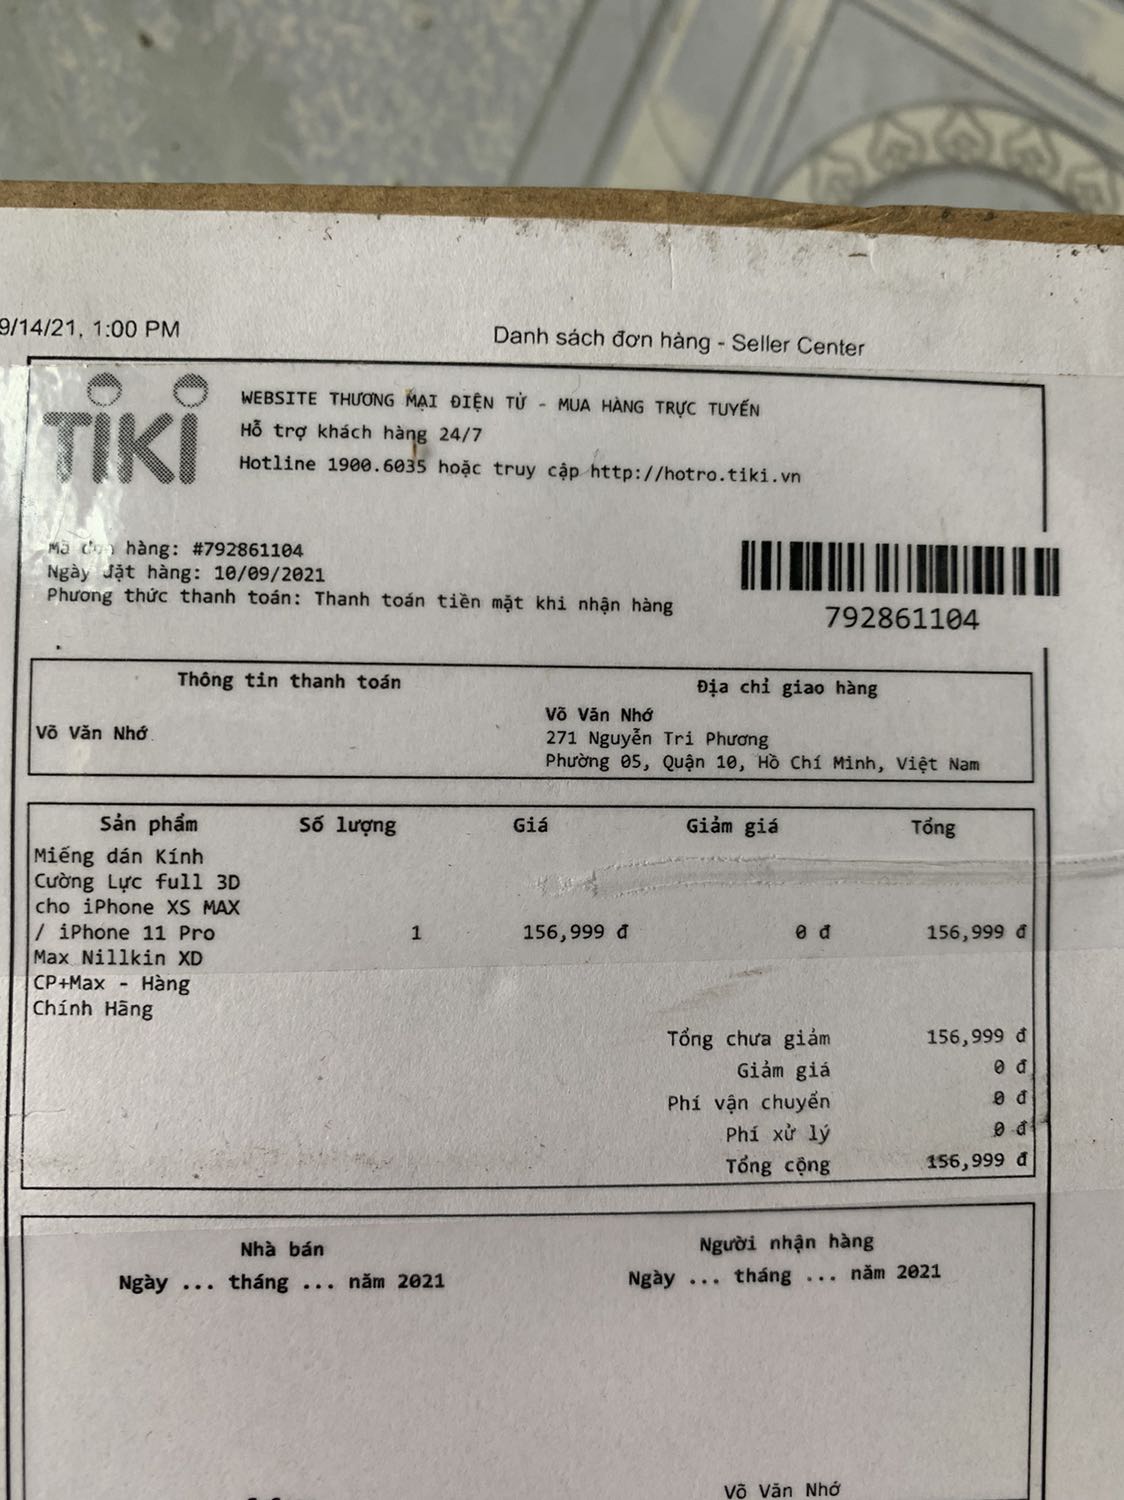 9/14/21, 1:00 PM
Danh sách đơn hàng - Seller Center
TIKI
WEBSITE THƯƠNG MẠI ĐIỆN TỬ - MUA HÀNG TRỰC TUYẾN
Hỗ trợ khách hàng 24/7
Hotline 1900.6035 hoặc truy cập http://hotro.tiki.vn
Mã đơn hàng: #792861104
Ngày đặt hàng: 10/09/2021
Phương thức thanh toán: Thanh toán tiền mặt khi nhận hàng
792861104
Thông tin thanh toán
Võ Văn Nhớ
Địa chỉ giao hàng
Võ Văn Nhớ
271 Nguyễn Tri Phương
Phường 05, Quận 10, Hồ Chí Minh, Việt Nam
Sản phẩm Số lượng Giá Giảm giá Tổng
Miếng dán Kính
Cường Lực full 3D
cho iPhone XS MAX
/ iPhone 11 Pro 1 156,999 đ 0 đ 156,999 đ
Max Nillkin XD
CP+Max - Hàng
Chính Hãng
Tổng chưa giảm 156,999 đ
Giảm giá 0 đ
Phí vận chuyển 0 đ
Phí xử lý 0 đ
Tổng cộng 156,999 đ
Nhà bán
Ngày ... tháng ... năm 2021
Người nhận hàng
Ngày ... tháng ... năm 2021
Võ Văn Nhớ